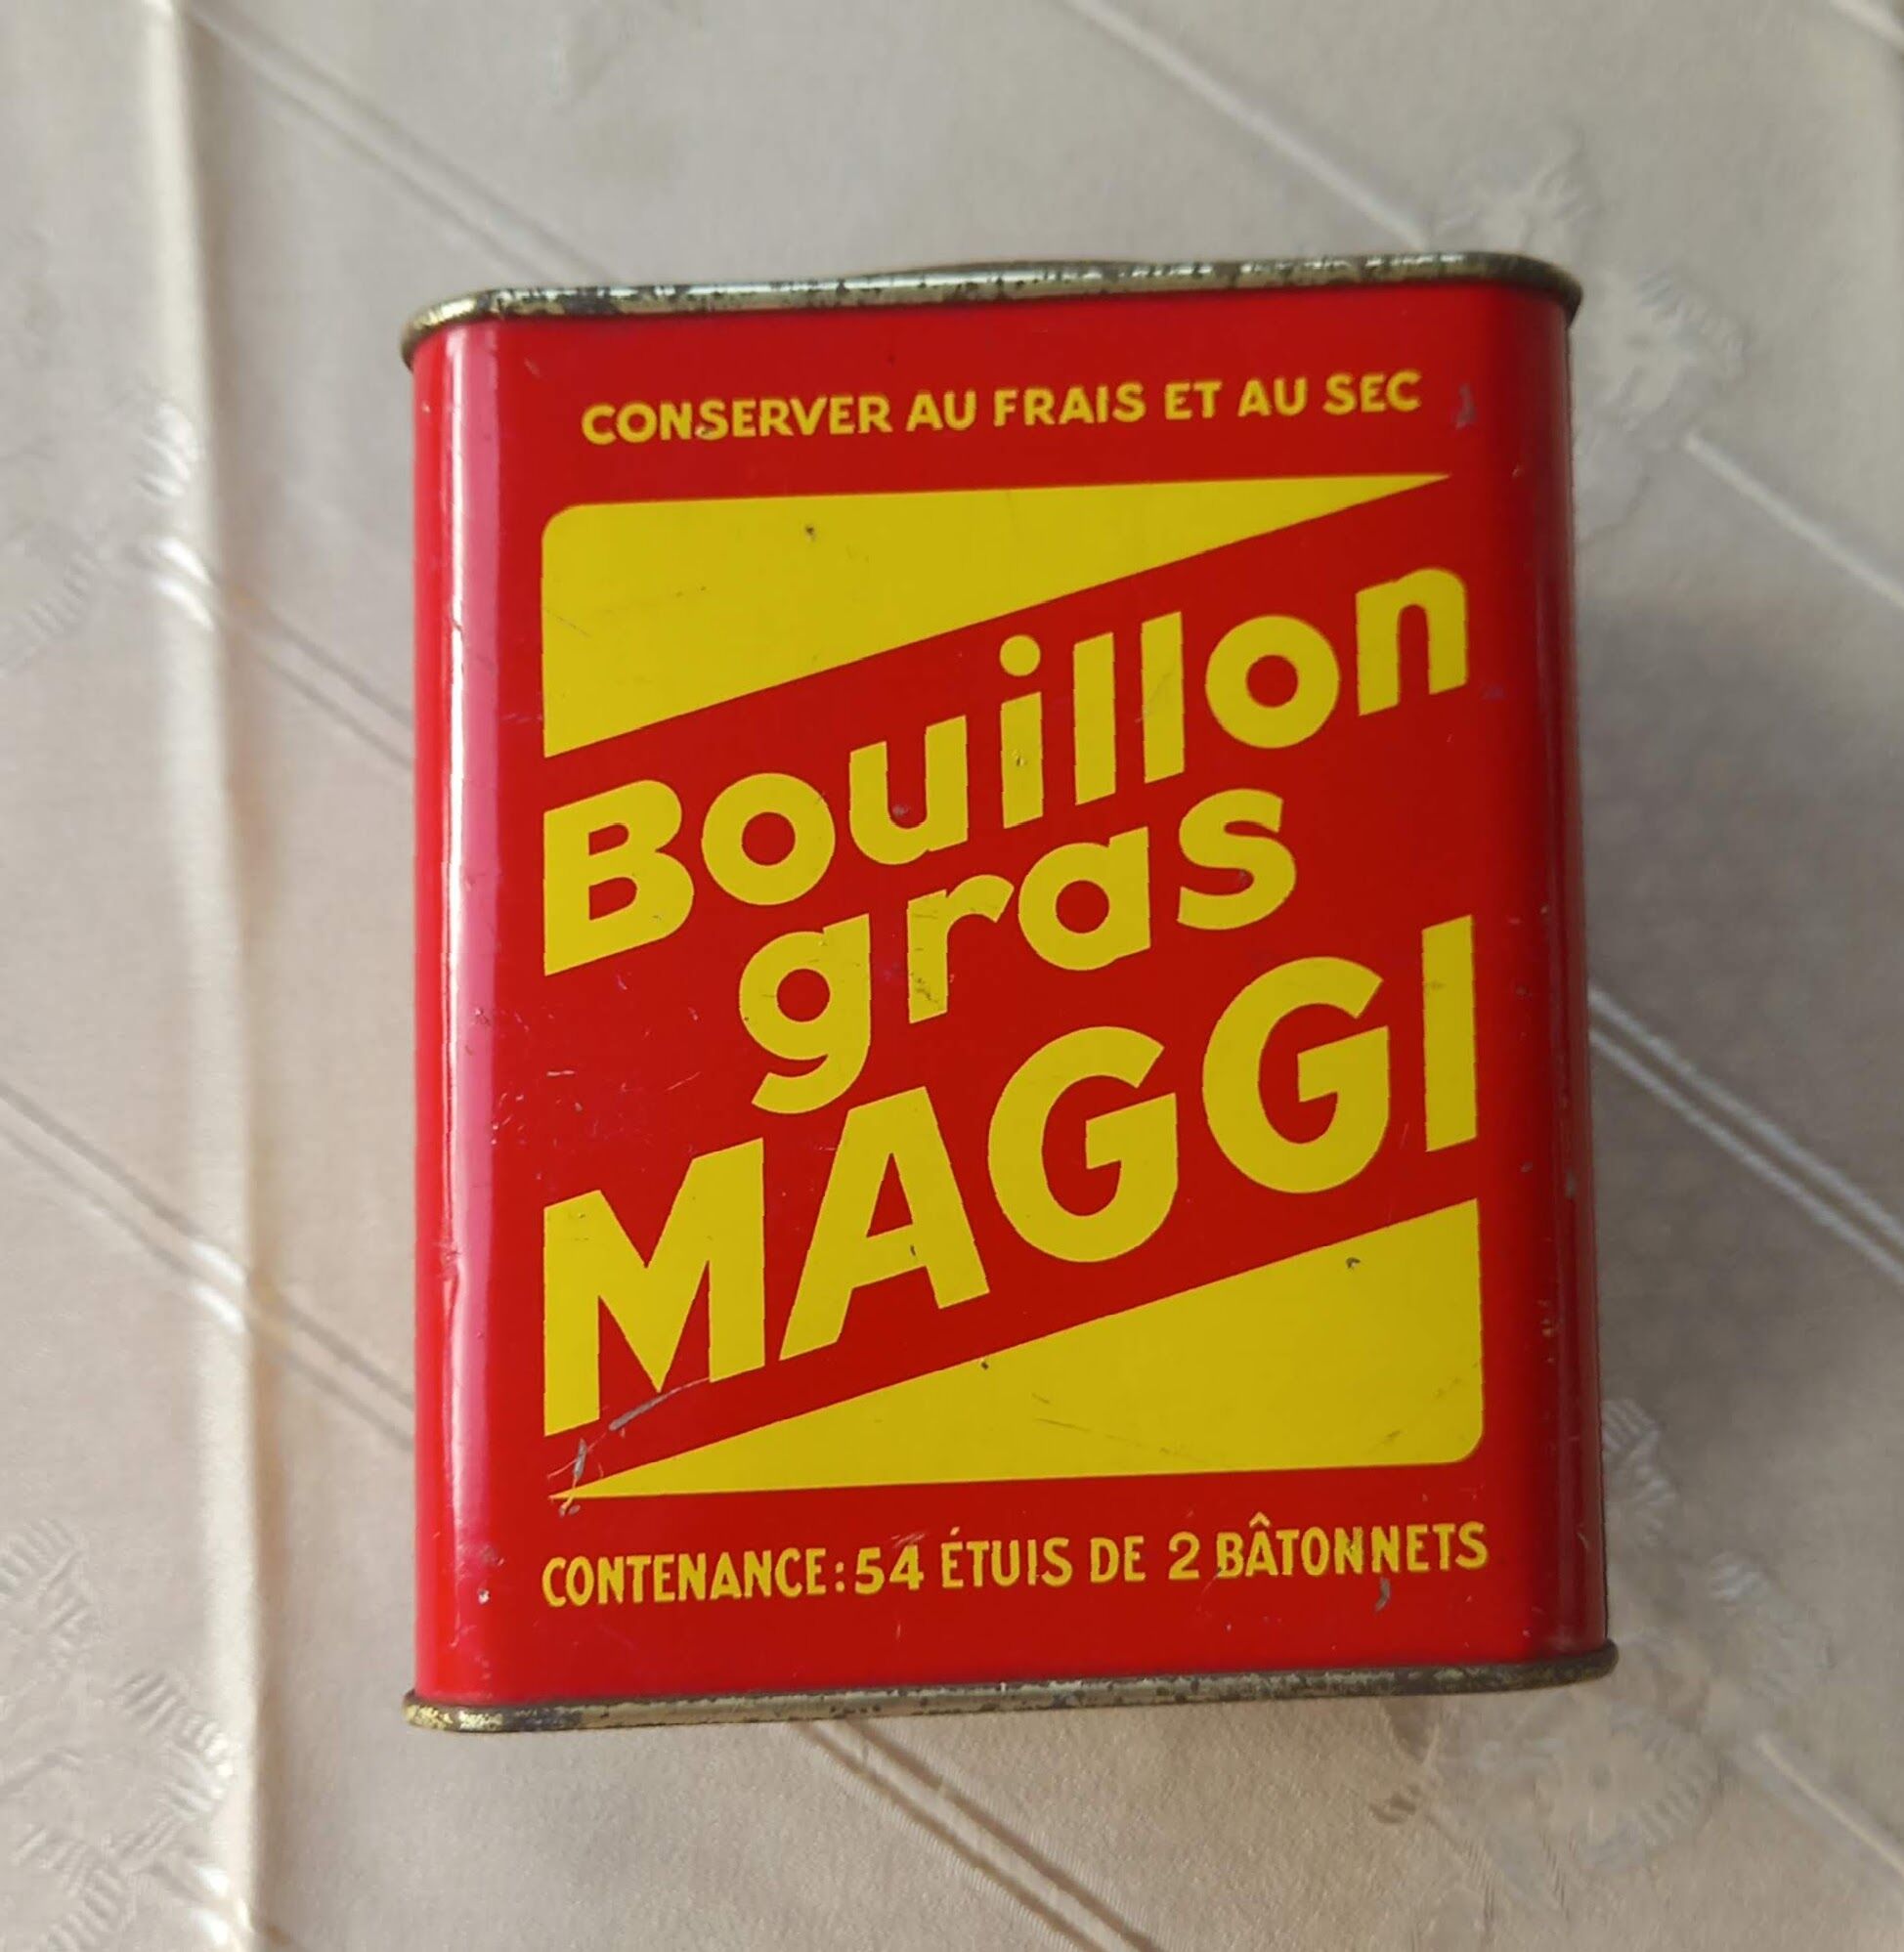 CONSERVER AU FRAIS ET AU SEC
Bouillon
gras
MAGGI
CONTENANCE: 54 ÉTUIS DE 2 BÂTONNETS